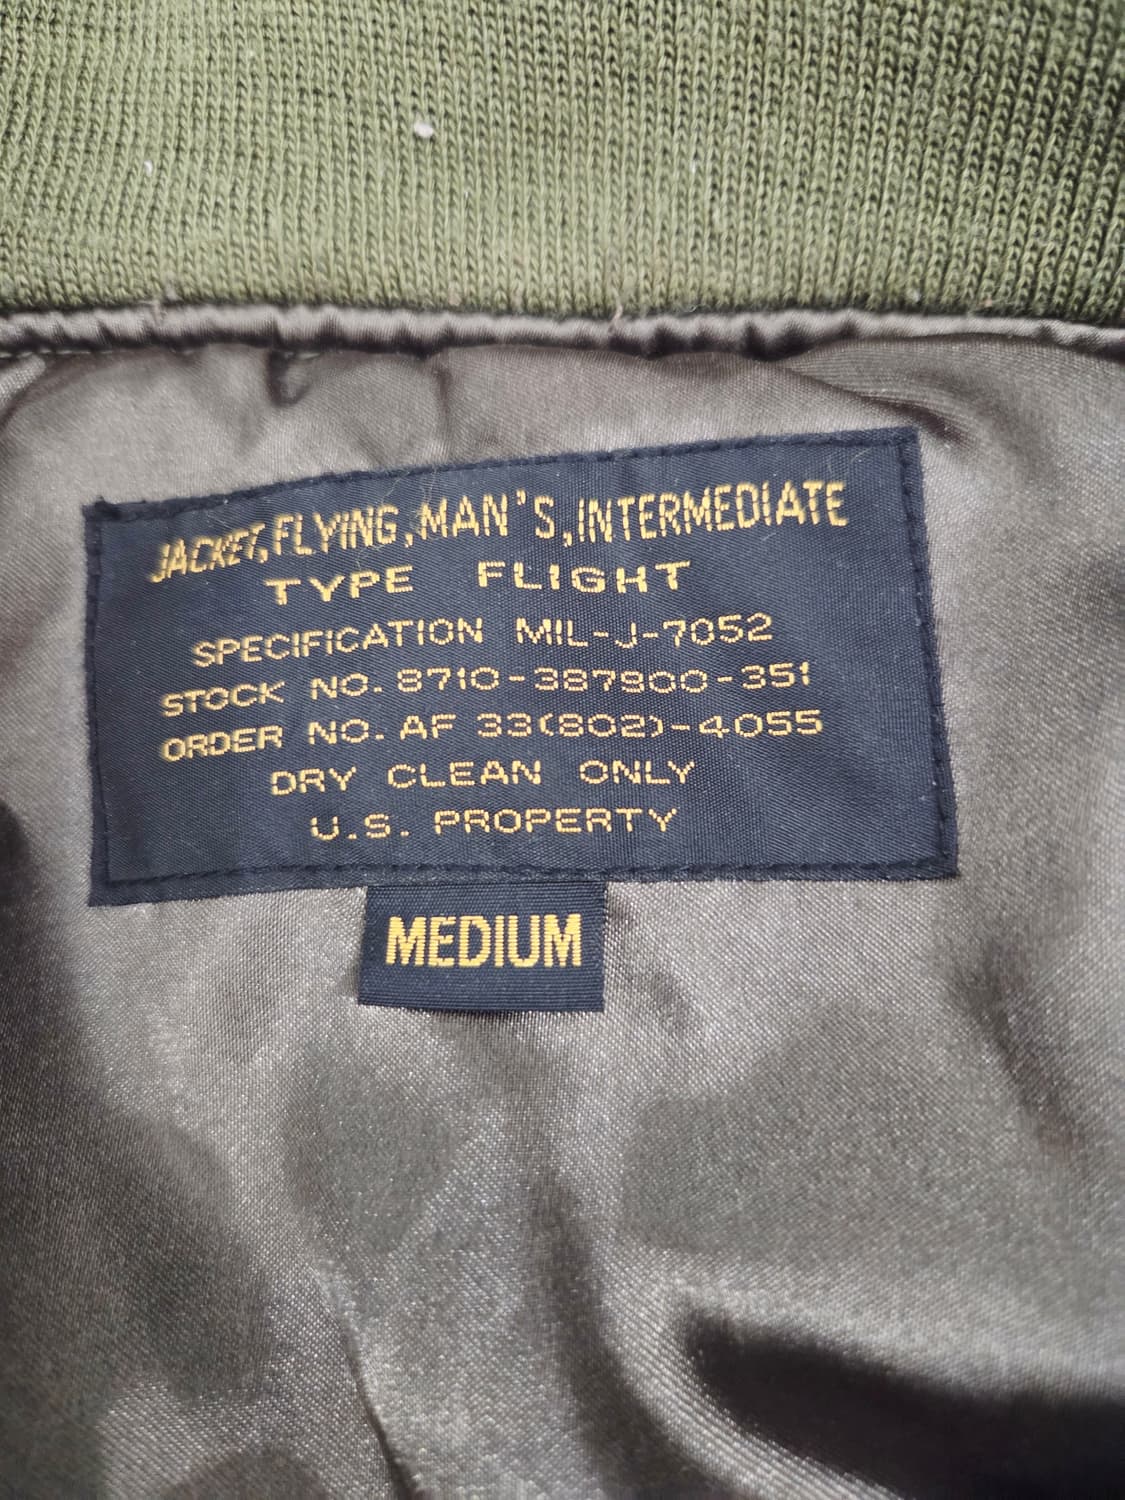 JACKET,FLYING,MAN'S,INTERMEDIATE
TYPE FLIGHT
SPECIFICATION MIL-J-7052
STOCK NO. 8710-387900-351
ORDER NO. AF 33(802)-4055
DRY CLEAN ONLY
U.S. PROPERTY
MEDIUM